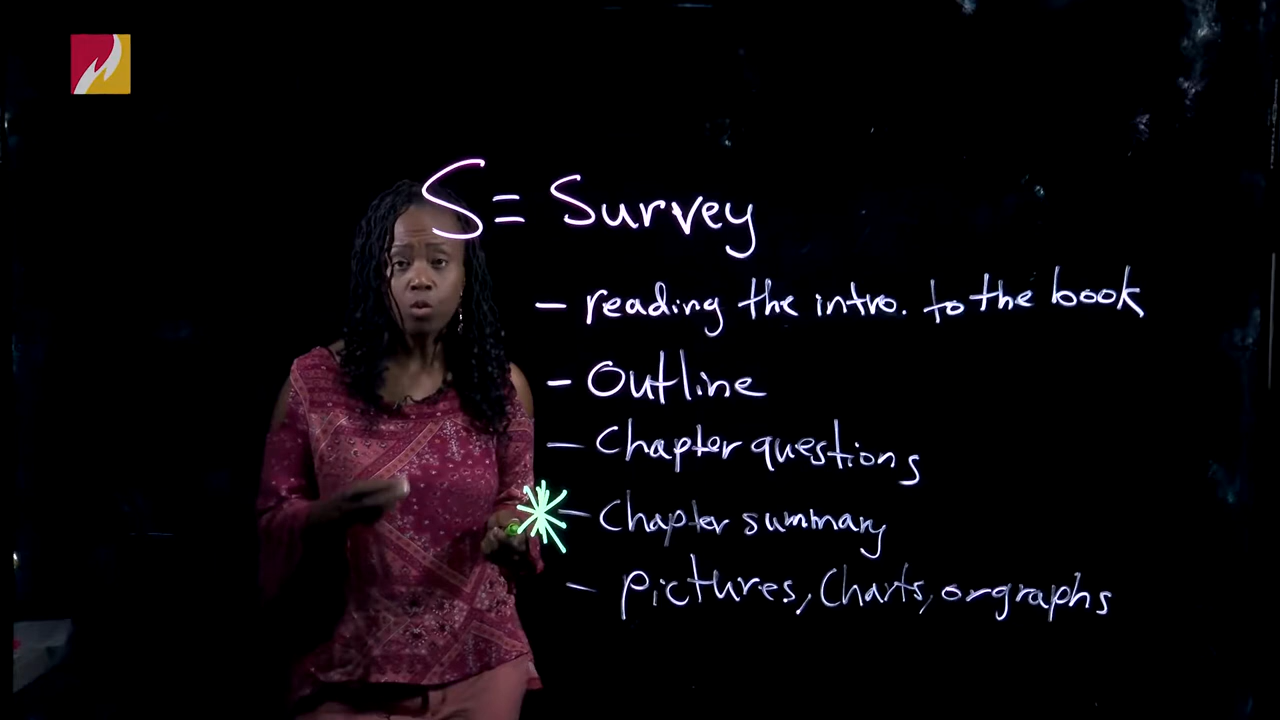 S = Survey
- reading the intro. to the book
- Outline
- Chapter questions
- Chapter summary
- pictures, Charts, or graphs